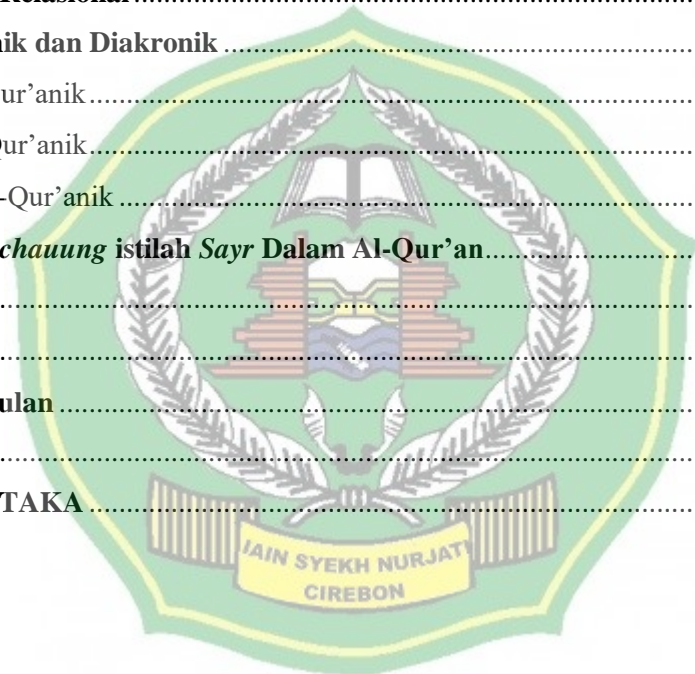 Relasional................................................................
nik dan Diakronik................................................................
ur'anik................................................................
Qur'anik................................................................
-Qur'anik................................................................
chauung istilah Sayr Dalam Al-Qur'an................................
................................................................
................................................................
ulan................................................................
................................................................
TAKA................................................................
IAIN SYEKH NURJATI
CIREBON